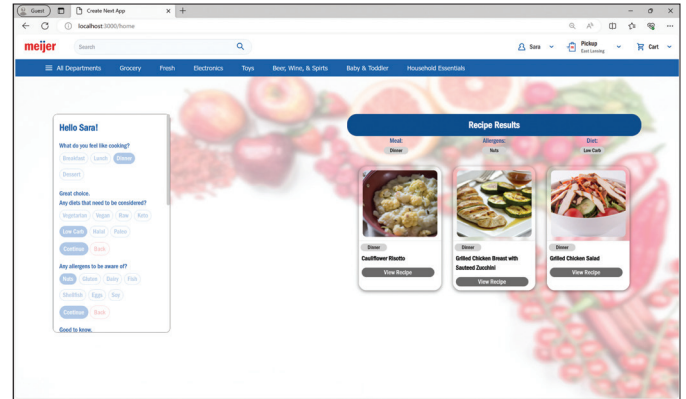 Guest
Create Next App
localhost:3000/home
meijer
Search
Sara
Pickup
East Lansing
Cart
All Departments
Grocery
Fresh
Electronics
Toys
Beer, Wine, & Spirits
Baby & Toddler
Household Essentials
Hello Sara!
What do you feel like cooking?
Breakfast
Lunch
Dinner
Dessert
Great choice.
Any diets that need to be considered?
Vegetarian
Vegan
Raw
Keto
Low Carb
Halal
Paleo
Continue
Back
Any allergens to be aware of?
Nuts
Gluten
Dairy
Fish
Shellfish
Eggs
Soy
Continue
Back
Good to know.
Recipe Results
Meal:
Dinner
Allergens:
Nuts
Diet:
Low Carb
Dinner
Cauliflower Risotto
View Recipe
Dinner
Grilled Chicken Breast with
Sauteed Zucchini
View Recipe
Dinner
Grilled Chicken Salad
View Recipe